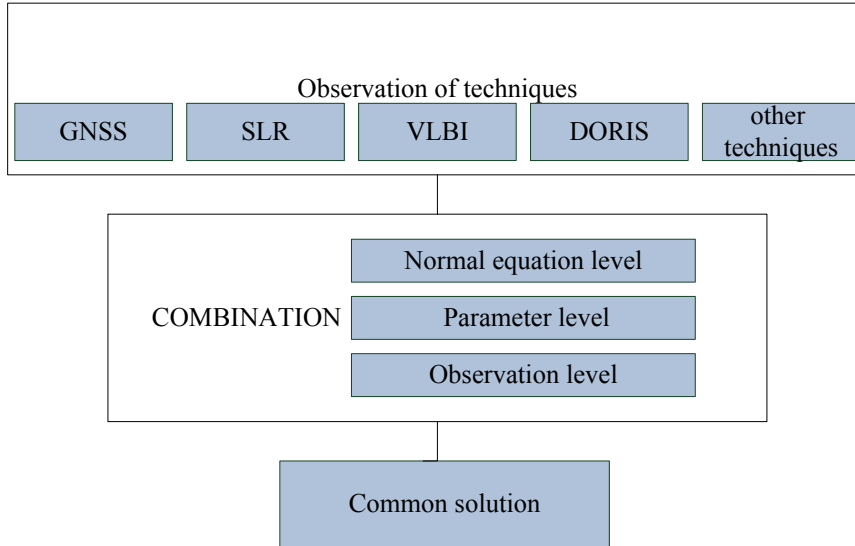 Observation of techniques
GNSS
SLR
VLBI
DORIS
other
techniques
COMBINATION
Normal equation level
Parameter level
Observation level
Common solution